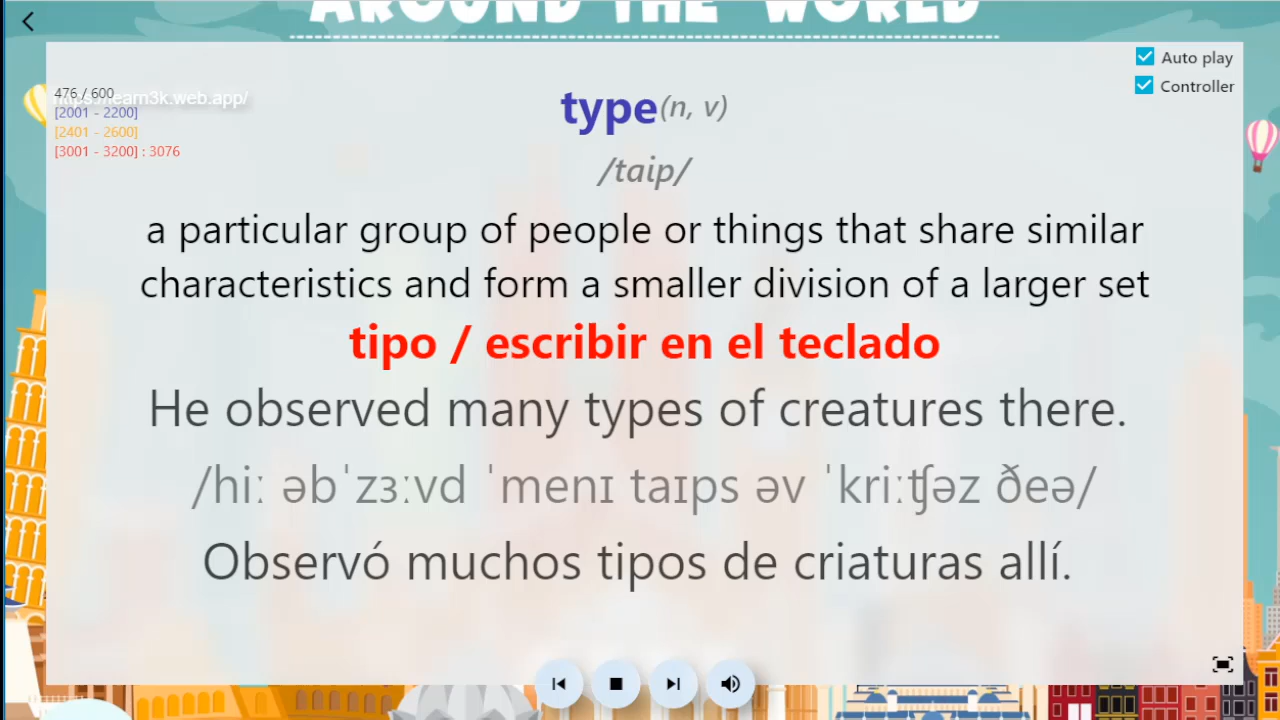 AROUND THE WORLD
Auto play
Controller
476 / 600
https://learn3k.web.app/
[2001 - 2200]
[2401 - 2600]
[3001 - 3200] : 3076
type(n, v)
/taip/
a particular group of people or things that share similar
characteristics and form a smaller division of a larger set
tipo / escribir en el teclado
He observed many types of creatures there.
/hiː əbˈzɜːvd ˈmenɪ taɪps əv ˈkriːʧəz ðeə/
Observó muchos tipos de criaturas allí.